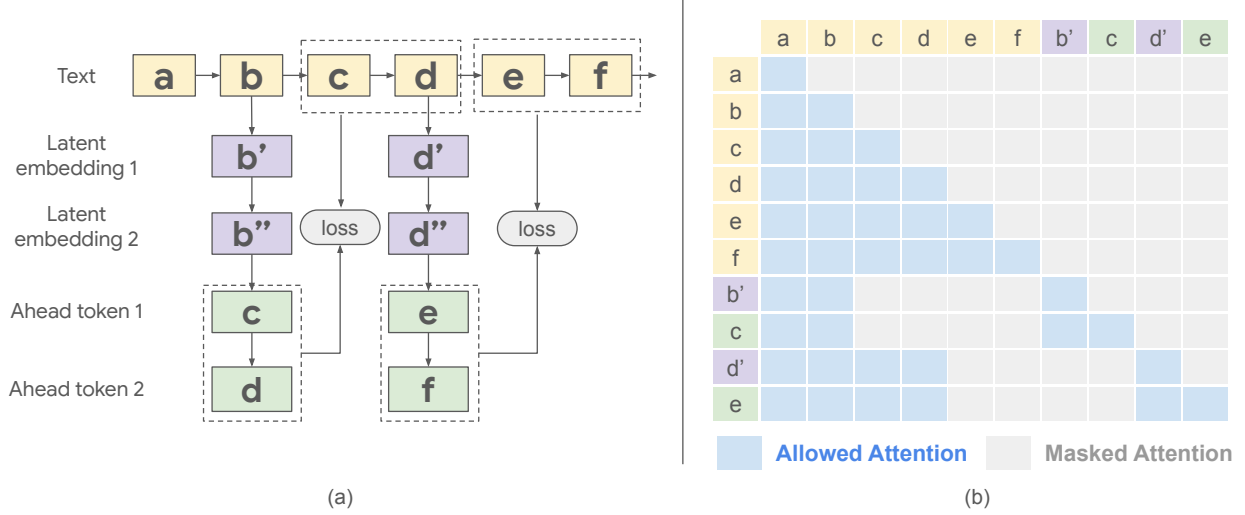 Text
a b c d e f
Latent
embedding 1
b’ d’
Latent
embedding 2
b” d”
loss loss
Ahead token 1
c e
Ahead token 2
d f
(a)
a b c d e f b' c d' e
a
b
c
d
e
f
b'
c
d'
e
Allowed Attention Masked Attention
(b)